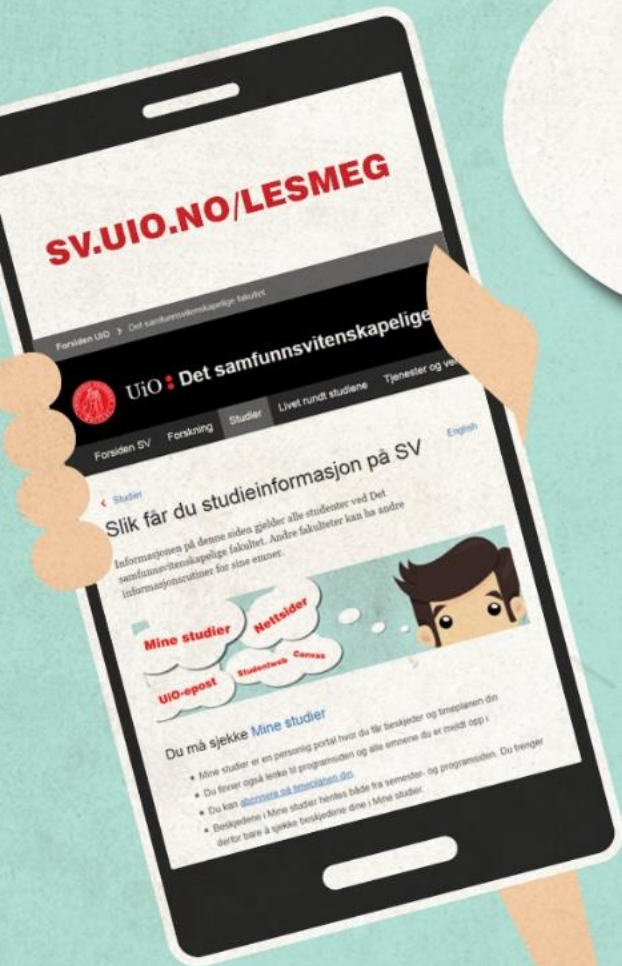 SV.UIO.NO/LESMEG
Forsiden UiO > Det samfunnsvitenskapelige fakultet
UiO : Det samfunnsvitenskapelige
Forsiden SV Forskning Studier Livet rundt studiene Tjenester og ver
< Studier
English
Slik får du studieinformasjon på SV
Informasjonen på denne siden gjelder alle studenter ved Det
samfunnsvitenskapelige fakultet. Andre fakulteter kan ha andre
informasjonsrutiner for sine emner.
Mine studier
Nettsider
UiO-epost
Studentweb
Canvas
Du må sjekke Mine studier
• Mine studier er en personlig portal hvor du får beskjeder og timeplanen din
• Du finner også lenke til programsiden og alle emnene du er meldt opp i.
• Du kan abonnere på timeplanen din.
• Beskjedene i Mine studier hentes både fra semester- og programsiden. Du trenger
derfor bare å sjekke beskjedene dine i Mine studier.